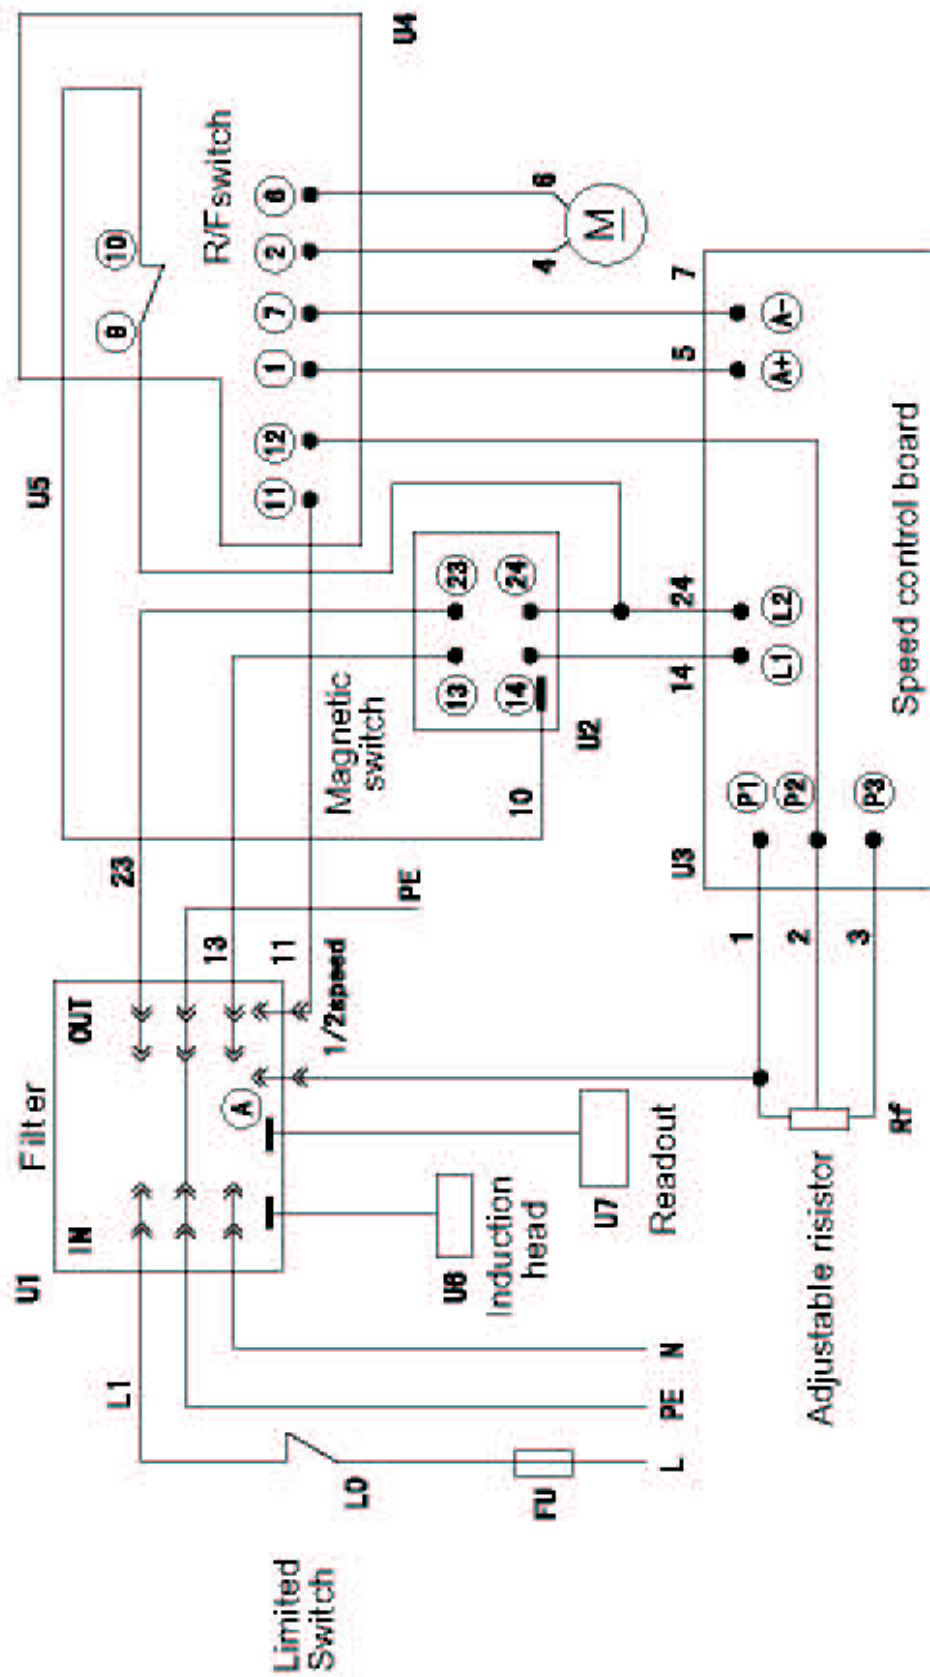 Limited
Switch
L0
FU
L
PE
N
L1
U1
Filter
IN
OUT
A
U6
Induction
head
U7
Readout
1/2speed
23
13
11
PE
10
Magnetic
switch
U2
13
23
14
24
U5
8
10
R/Fswitch
11
12
1
7
2
6
U4
4
6
M
5
7
14
24
U3
P1
P2
P3
L1
L2
A+
A-
Speed control board
1
2
3
Rf
Adjustable risistor